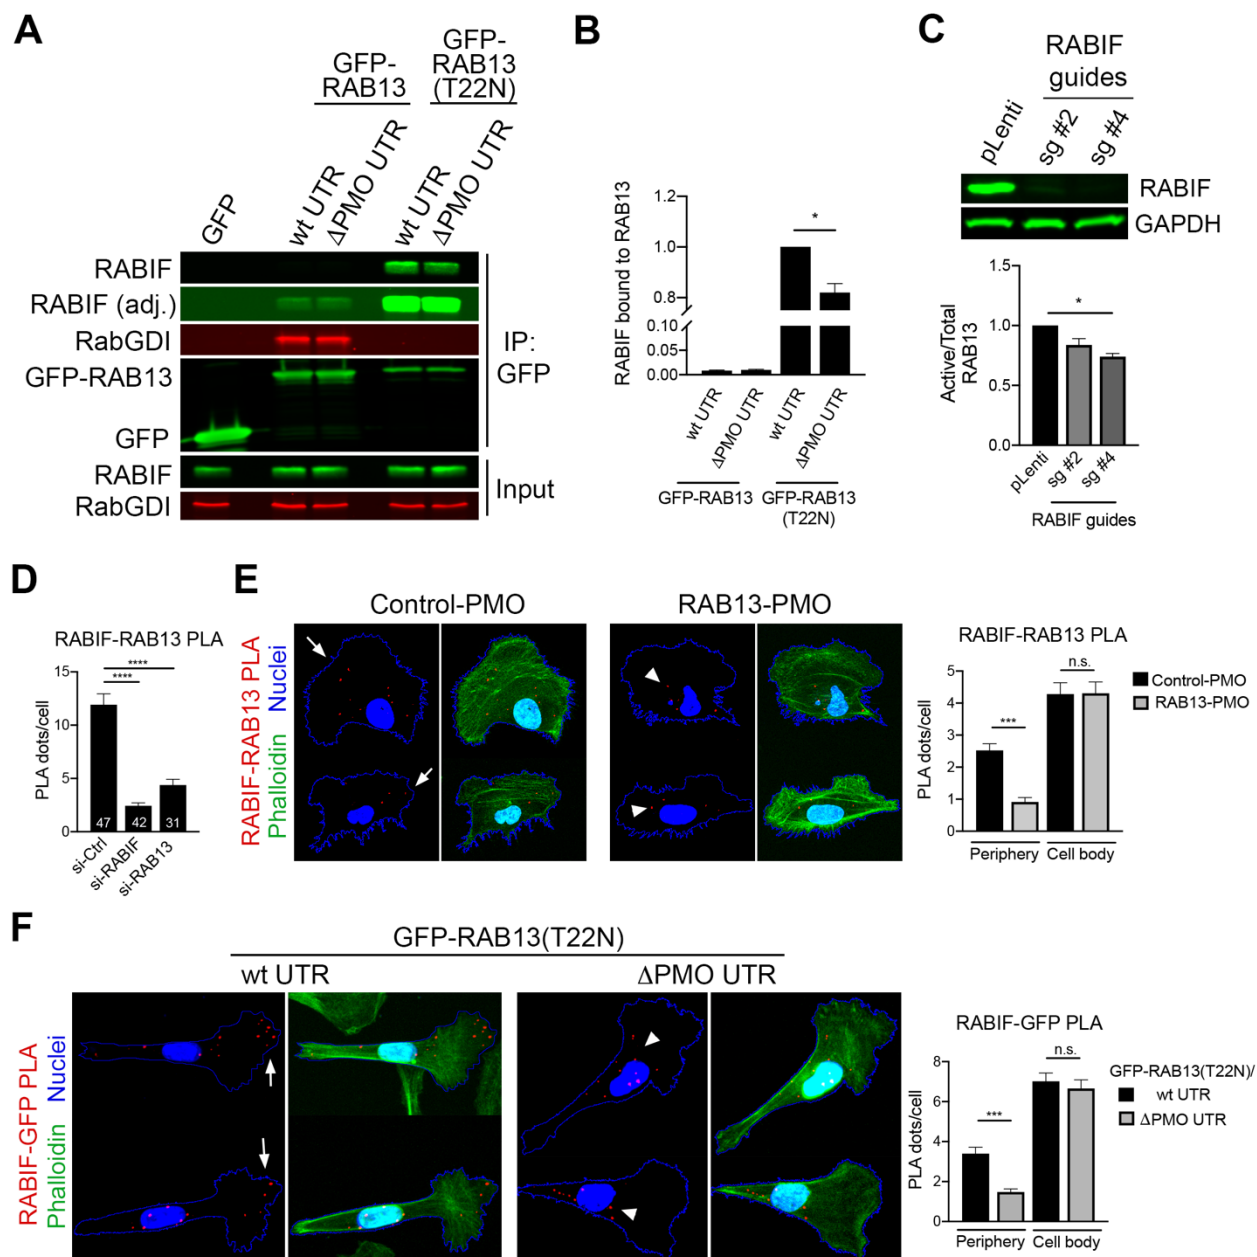 A
GFP-
RAB13
GFP-
RAB13
(T22N)
GFP
wt UTR
ΔPMO UTR
wt UTR
ΔPMO UTR
RABIF
RABIF (adj.)
RabGDI
GFP-RAB13
GFP
IP:
GFP
RABIF
RabGDI
Input
B
RABIF bound to RAB13
1.2
1.0
0.8
0.10
0.05
0.00
*
wt UTR
ΔPMO UTR
wt UTR
ΔPMO UTR
GFP-RAB13
GFP-RAB13
(T22N)
C
RABIF
guides
pLenti
sg #2
sg #4
RABIF
GAPDH
Active/Total
RAB13
1.5
1.0
0.5
0.0
*
pLenti
sg #2
sg #4
RABIF guides
D
RABIF-RAB13 PLA
PLA dots/cell
15
10
5
0
****
****
47
42
31
si-Ctrl
si-RABIF
si-RAB13
E
Control-PMO
RAB13-PMO
RABIF-RAB13 PLA
Phalloidin Nuclei
RABIF-RAB13 PLA
PLA dots/cell
5
4
3
2
1
0
***
n.s.
Control-PMO
RAB13-PMO
Periphery
Cell body
F
GFP-RAB13(T22N)
wt UTR
ΔPMO UTR
RABIF-GFP PLA
Phalloidin Nuclei
RABIF-GFP PLA
PLA dots/cell
8
6
4
2
0
***
n.s.
GFP-RAB13(T22N)/
wt UTR
ΔPMO UTR
Periphery
Cell body